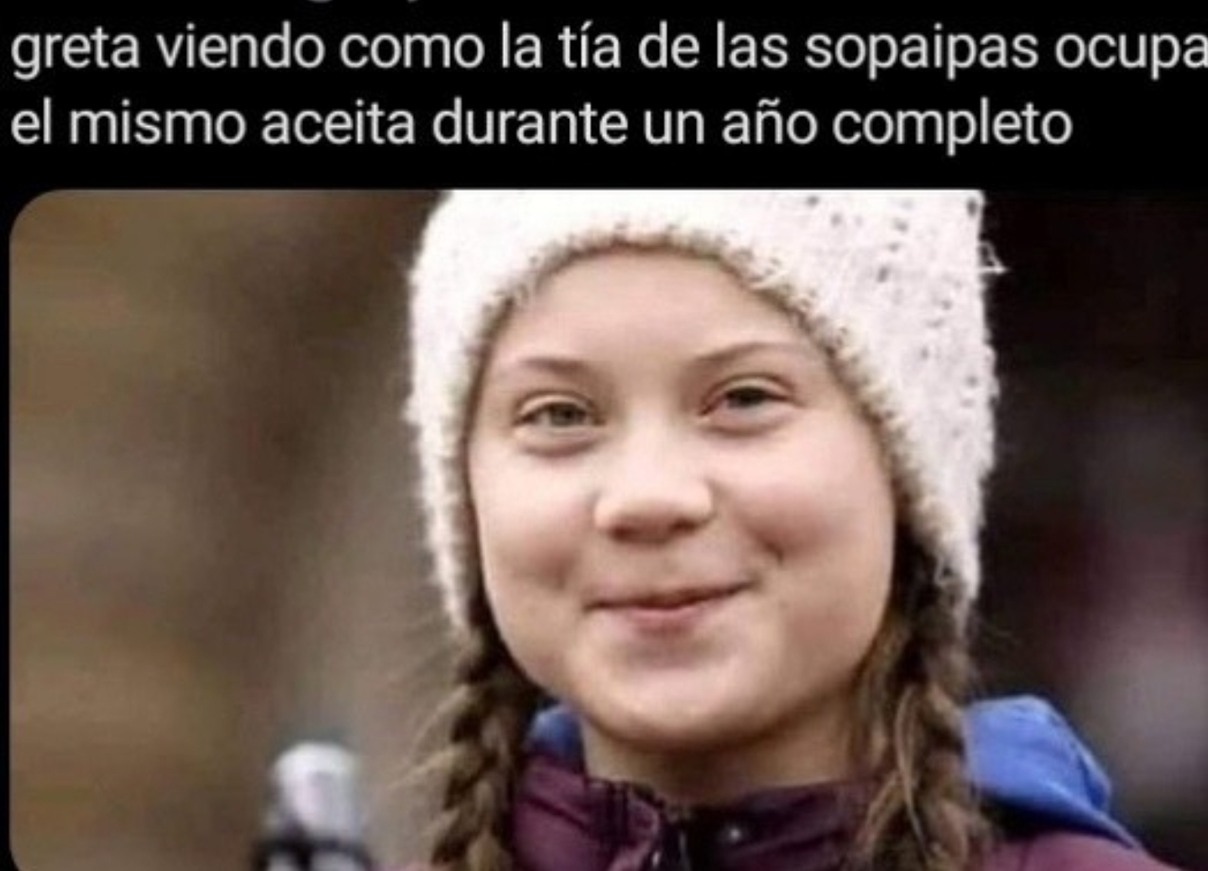 greta viendo como la tía de las sopaipas ocupa
el mismo aceita durante un año completo